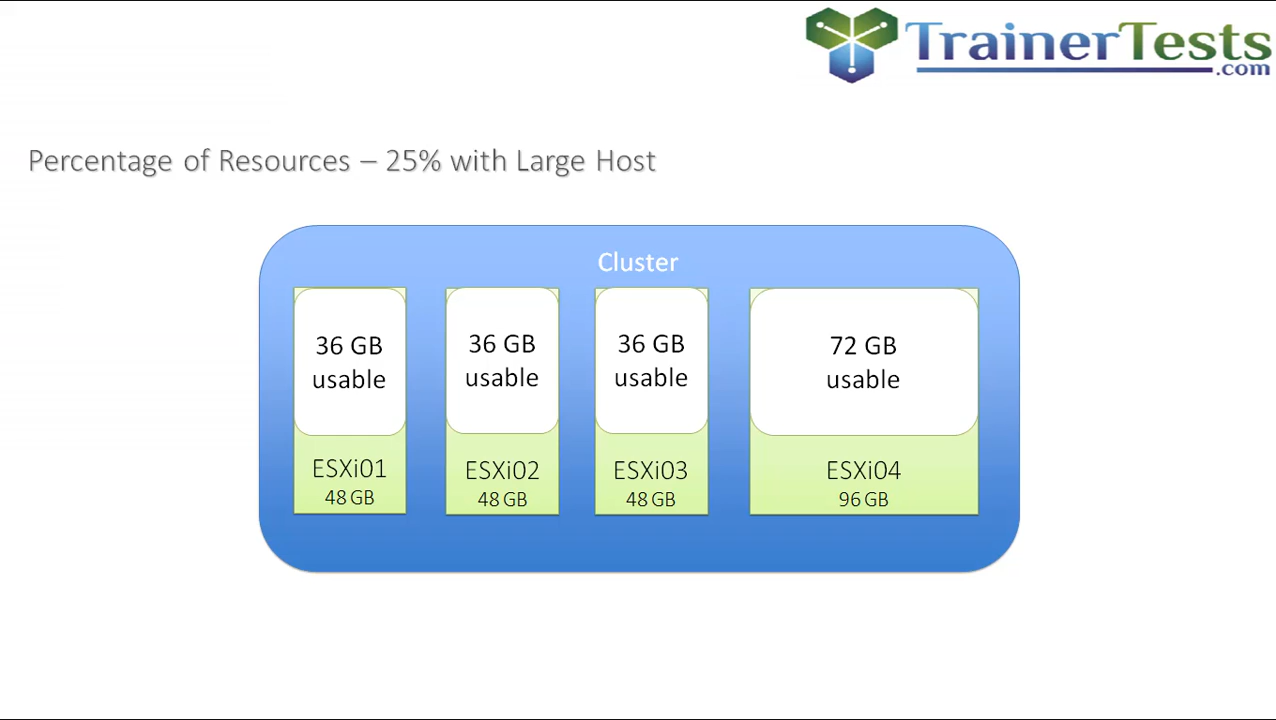 TrainerTests
.com
Percentage of Resources – 25% with Large Host
Cluster
36 GB
usable
ESXi01
48 GB
36 GB
usable
ESXi02
48 GB
36 GB
usable
ESXi03
48 GB
72 GB
usable
ESXi04
96 GB